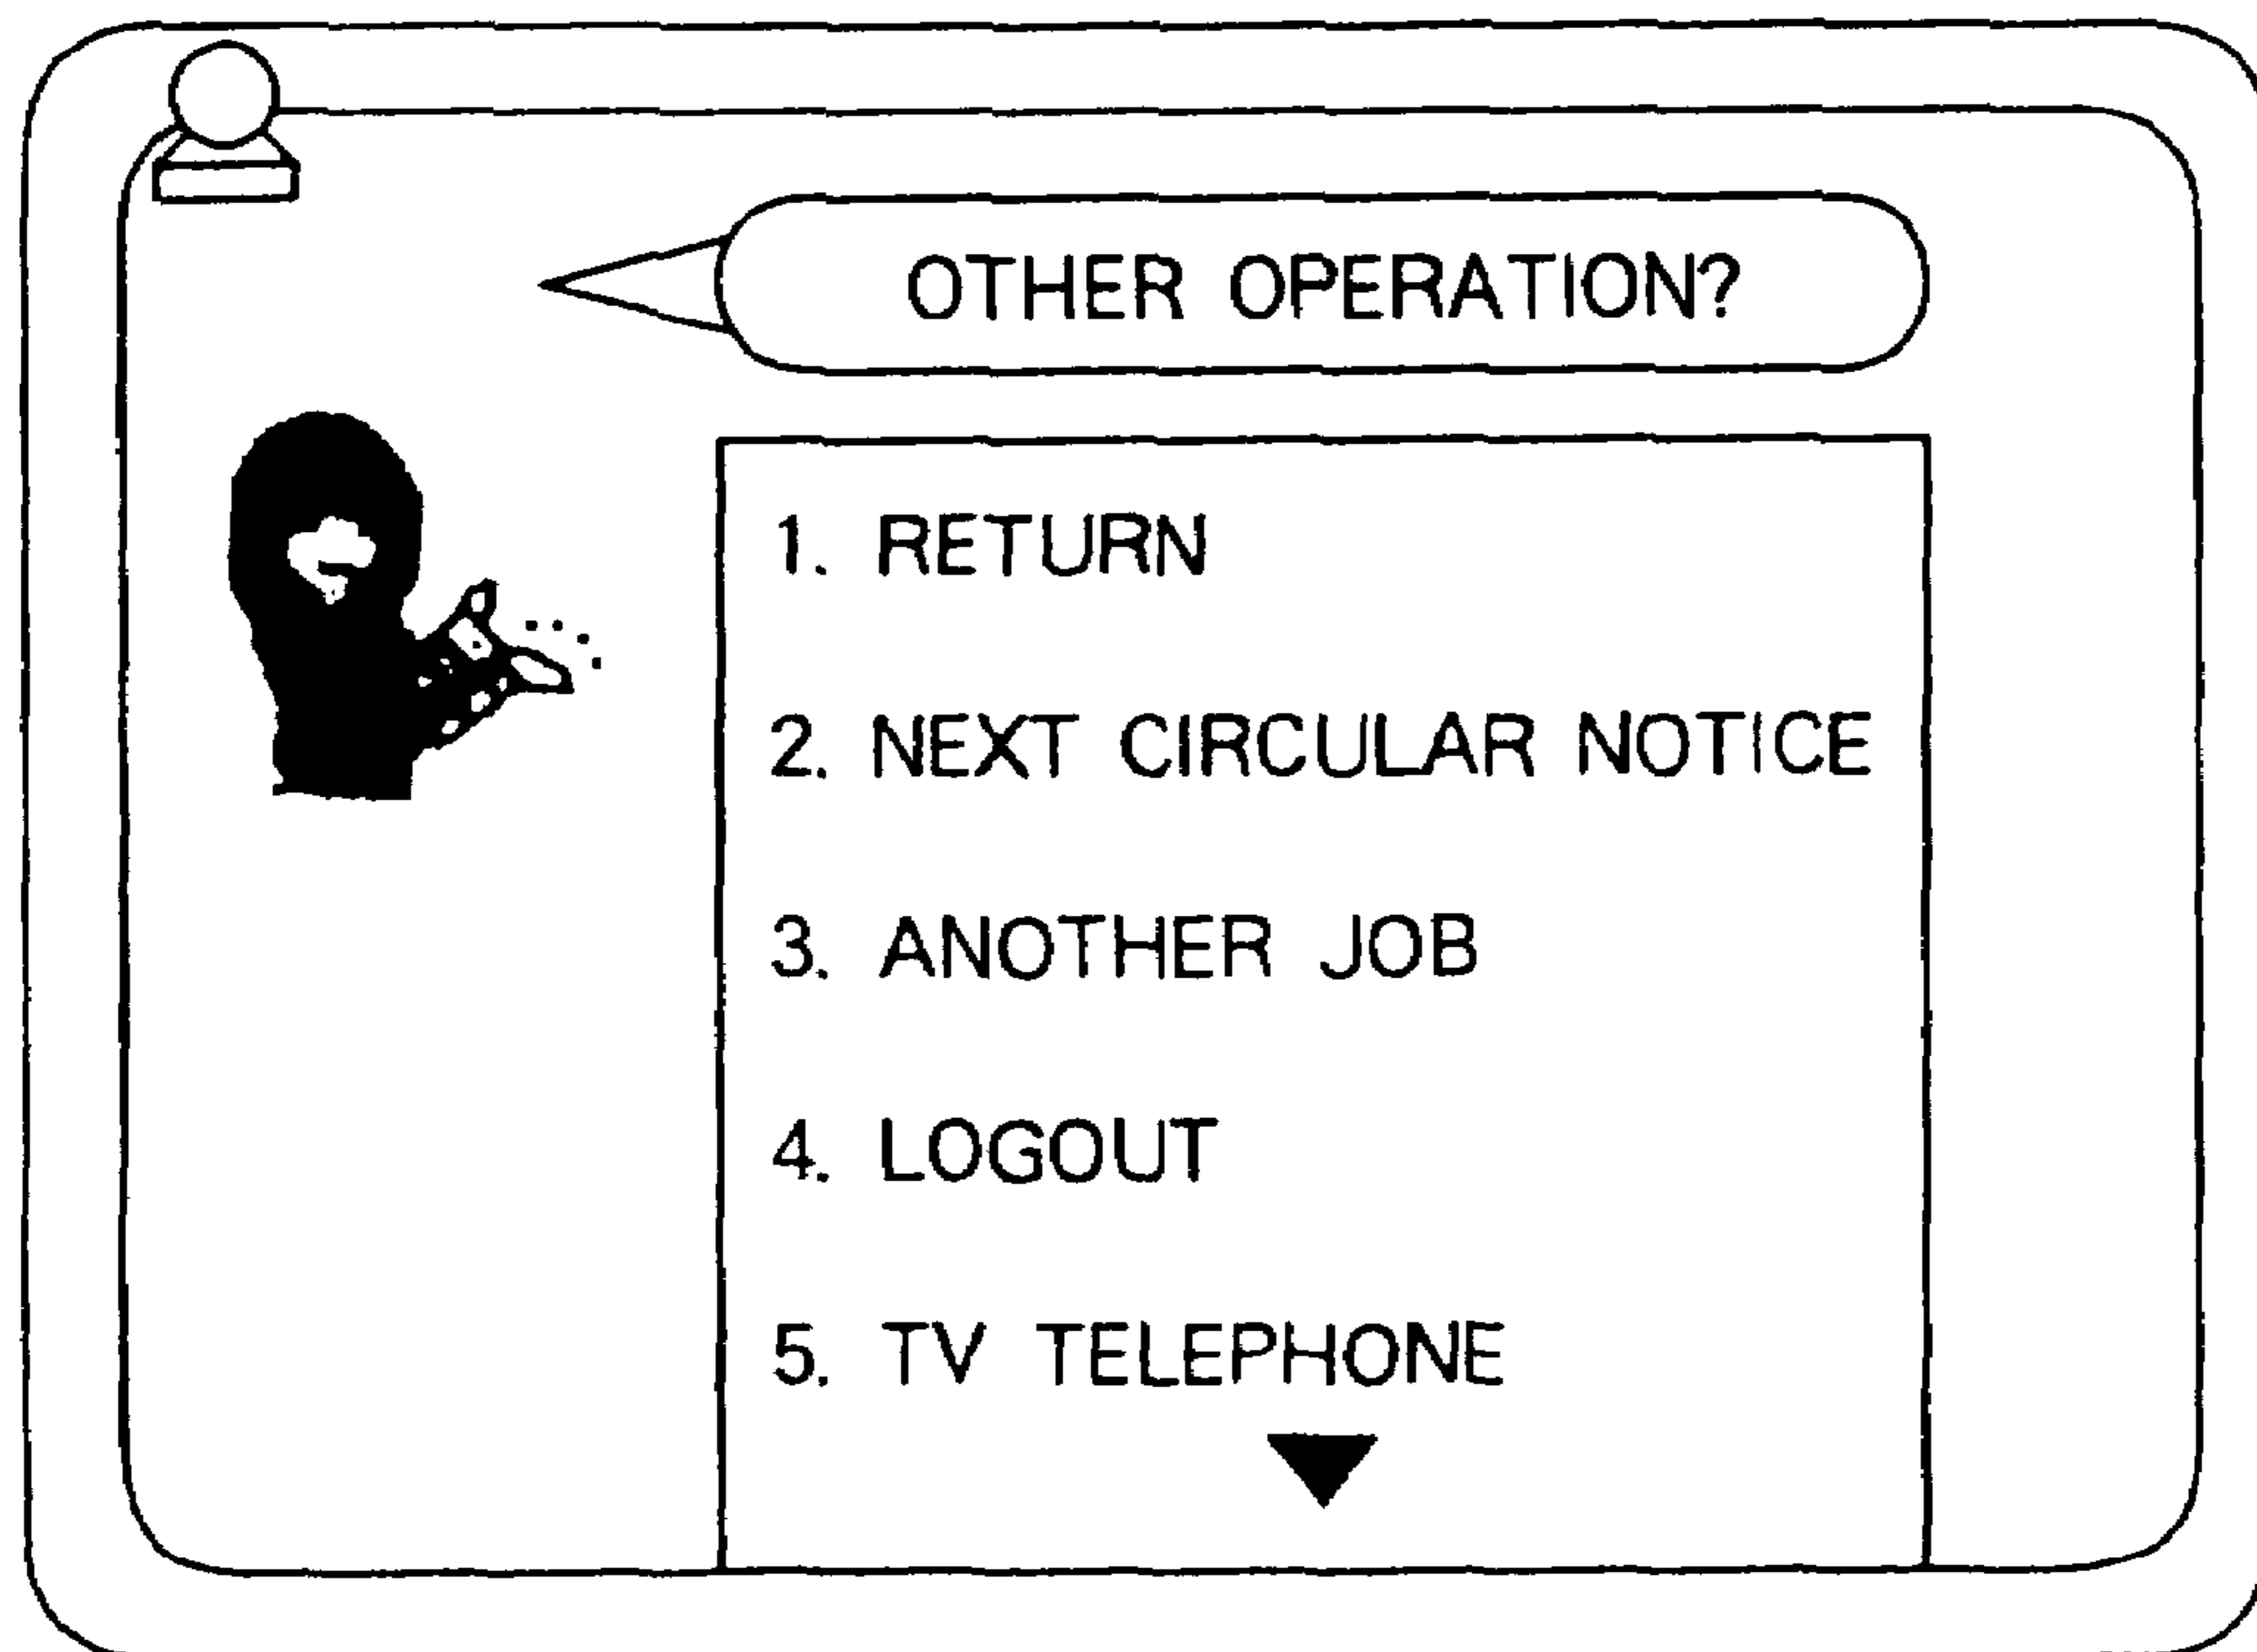 OTHER OPERATION?
1. RETURN
2. NEXT CIRCULAR NOTICE
3. ANOTHER JOB
4. LOGOUT
5. TV TELEPHONE